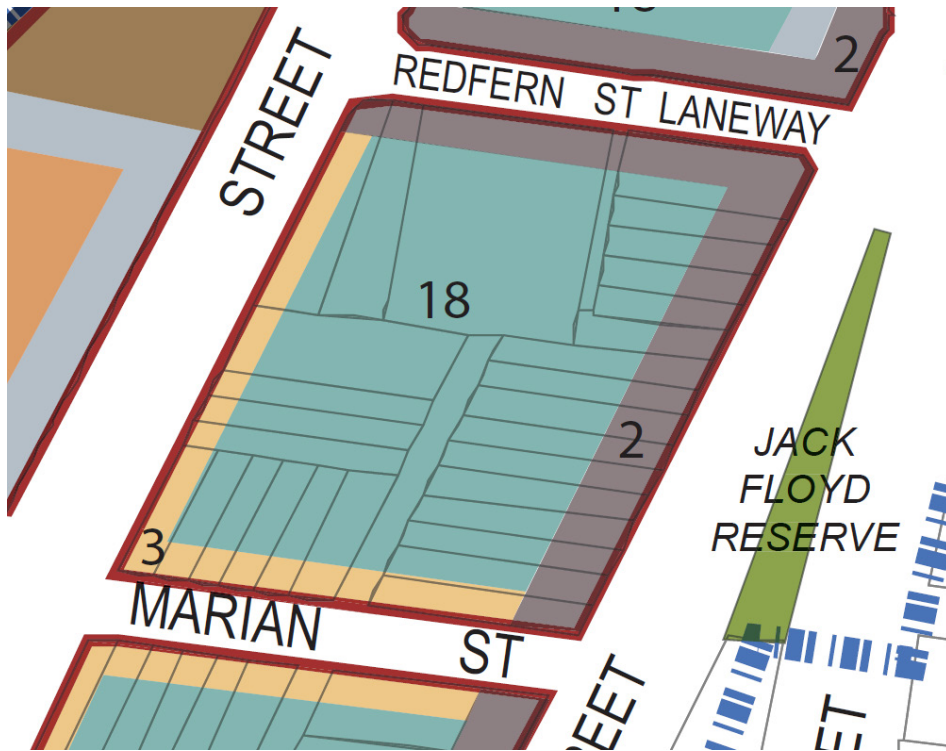 2
REDFERN ST LANEWAY
STREET
18
2
JACK
FLOYD
RESERVE
3
MARIAN ST